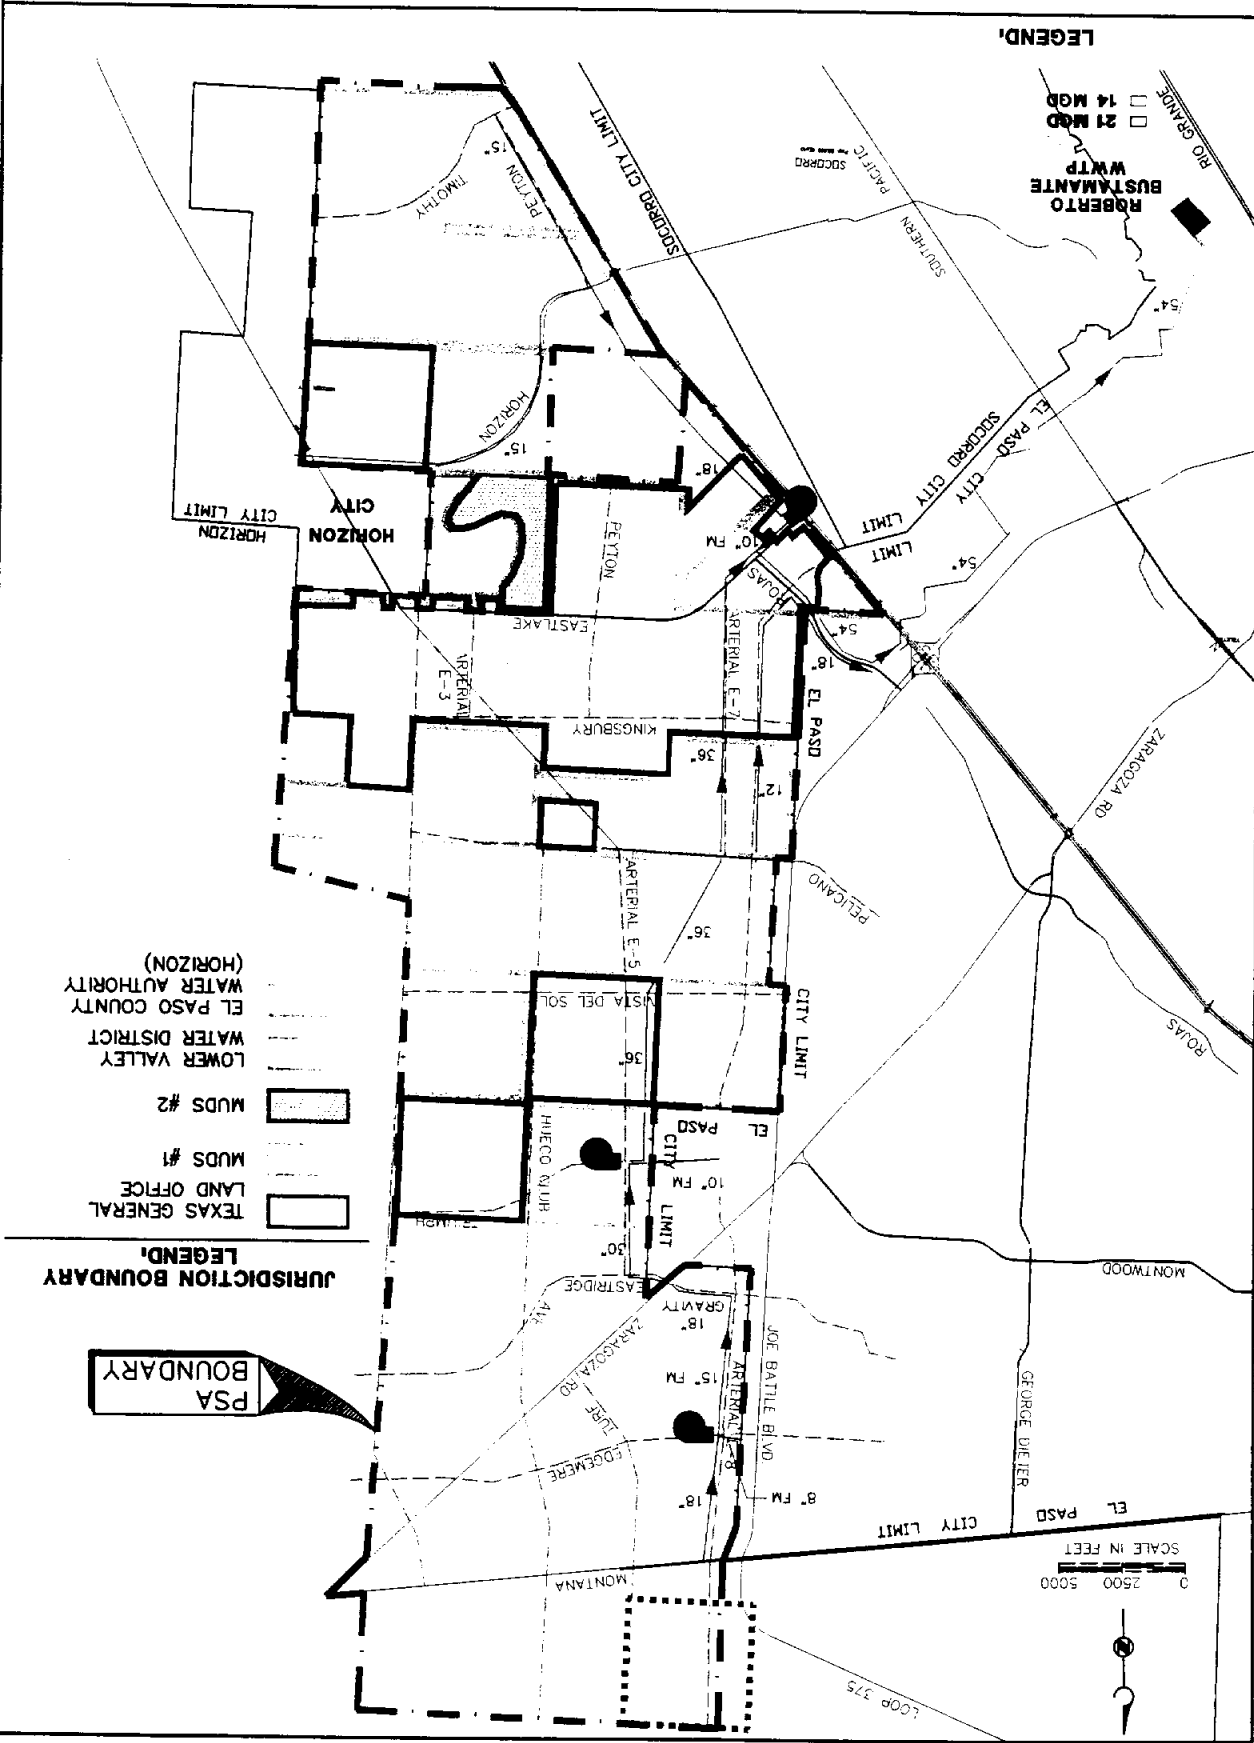 LOOP 375
0 2500 5000
SCALE IN FEET
N
MONTANA
EL PASO CITY LIMIT
8" FM
18"
EDGEMERE
TURF
ZARAGOZA RD
AVE
GEORGE DIETER
JOE BATTLE BLVD
ARTERIAL E-8
15" FM
18"
GRAVITY
EASTRIDGE
30"
MONTWOOD
PSA
BOUNDARY
JURISDICTION BOUNDARY
LEGEND:
TEXAS GENERAL
LAND OFFICE
MUDS #1
MUDS #2
LOWER VALLEY
WATER DISTRICT
EL PASO COUNTY
WATER AUTHORITY
(HORIZON)
CITY LIMIT
10" FM
HUECO CLUB
EL PASO
CITY LIMIT
36"
VISTA DEL SOL
ROJAS
36"
ARTERIAL E-5
PELICANO
12"
36"
ZARAGOZA RD
KINGSBURY
EL PASO
ARTERIAL E-7
ARTERIAL
E-3
18"
54"
EASTLAKE
ROJAS
PEYTON
54"
10" FM
LIMIT
LIMIT
EL PASO CITY
SOCORRO CITY
HORIZON
CITY
HORIZON
CITY LIMIT
18"
15"
HORIZON
54"
SOUTHERN
PACIFIC
SOCORRO CITY LIMIT
SOCORRO
PEYTON
15"
TIMOTHY
ROBERTO
BUSTAMANTE
WWTP
21 MGD
14 MGD
RIO GRANDE
LEGEND: